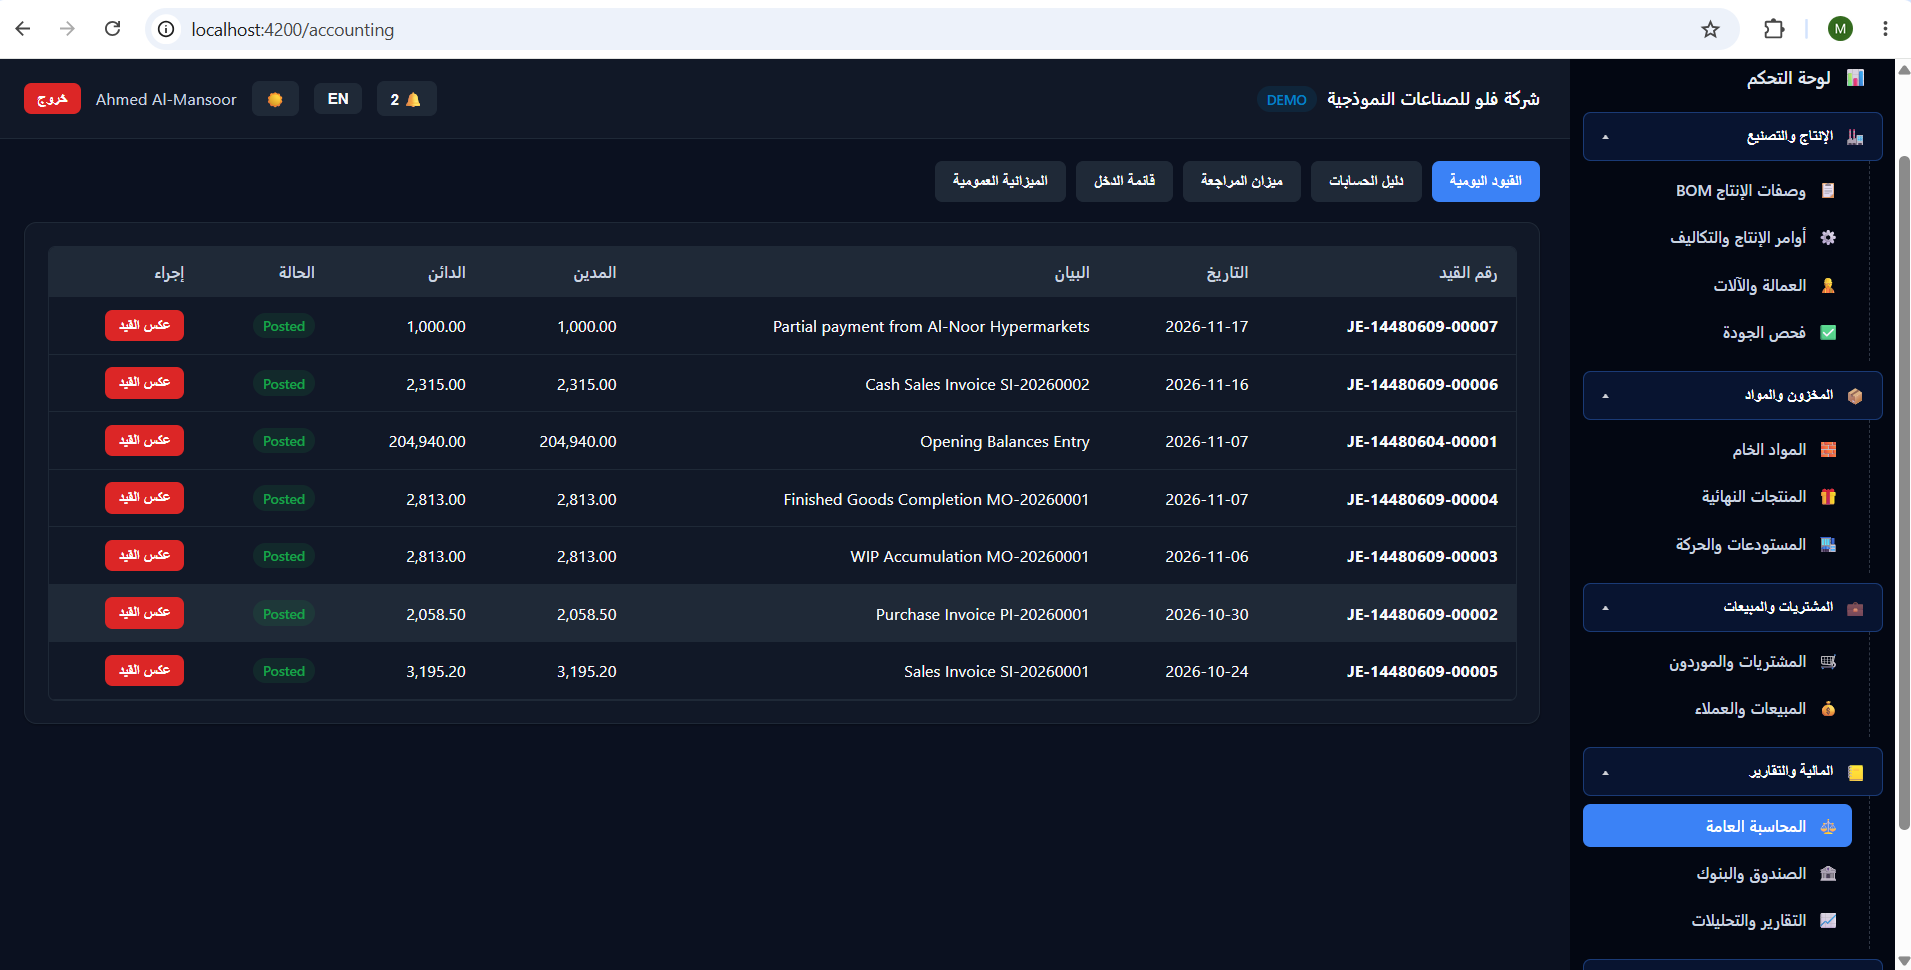 localhost:4200/accounting
M
شركة فلو للصناعات النموذجية DEMO
2
EN
Ahmed Al-Mansoor
خروج
لوحة التحكم
الإنتاج والتصنيع
وصفات الإنتاج BOM
أوامر الإنتاج والتكاليف
العمالة والآلات
فحص الجودة
المخزون والمواد
المواد الخام
المنتجات النهائية
المستودعات والحركة
المشتريات والمبيعات
المشتريات والموردون
المبيعات والعملاء
المالية والتقارير
المحاسبة العامة
الصندوق والبنوك
التقارير والتحليلات
القيود اليومية دليل الحسابات ميزان المراجعة قائمة الدخل الميزانية العمومية
رقم القيد التاريخ البيان المدين الدائن الحالة إجراء
JE-14480609-00007 2026-11-17 Partial payment from Al-Noor Hypermarkets 1,000.00 1,000.00 Posted عكس القيد
JE-14480609-00006 2026-11-16 Cash Sales Invoice SI-20260002 2,315.00 2,315.00 Posted عكس القيد
JE-14480604-00001 2026-11-07 Opening Balances Entry 204,940.00 204,940.00 Posted عكس القيد
JE-14480609-00004 2026-11-07 Finished Goods Completion MO-20260001 2,813.00 2,813.00 Posted عكس القيد
JE-14480609-00003 2026-11-06 WIP Accumulation MO-20260001 2,813.00 2,813.00 Posted عكس القيد
JE-14480609-00002 2026-10-30 Purchase Invoice PI-20260001 2,058.50 2,058.50 Posted عكس القيد
JE-14480609-00005 2026-10-24 Sales Invoice SI-20260001 3,195.20 3,195.20 Posted عكس القيد